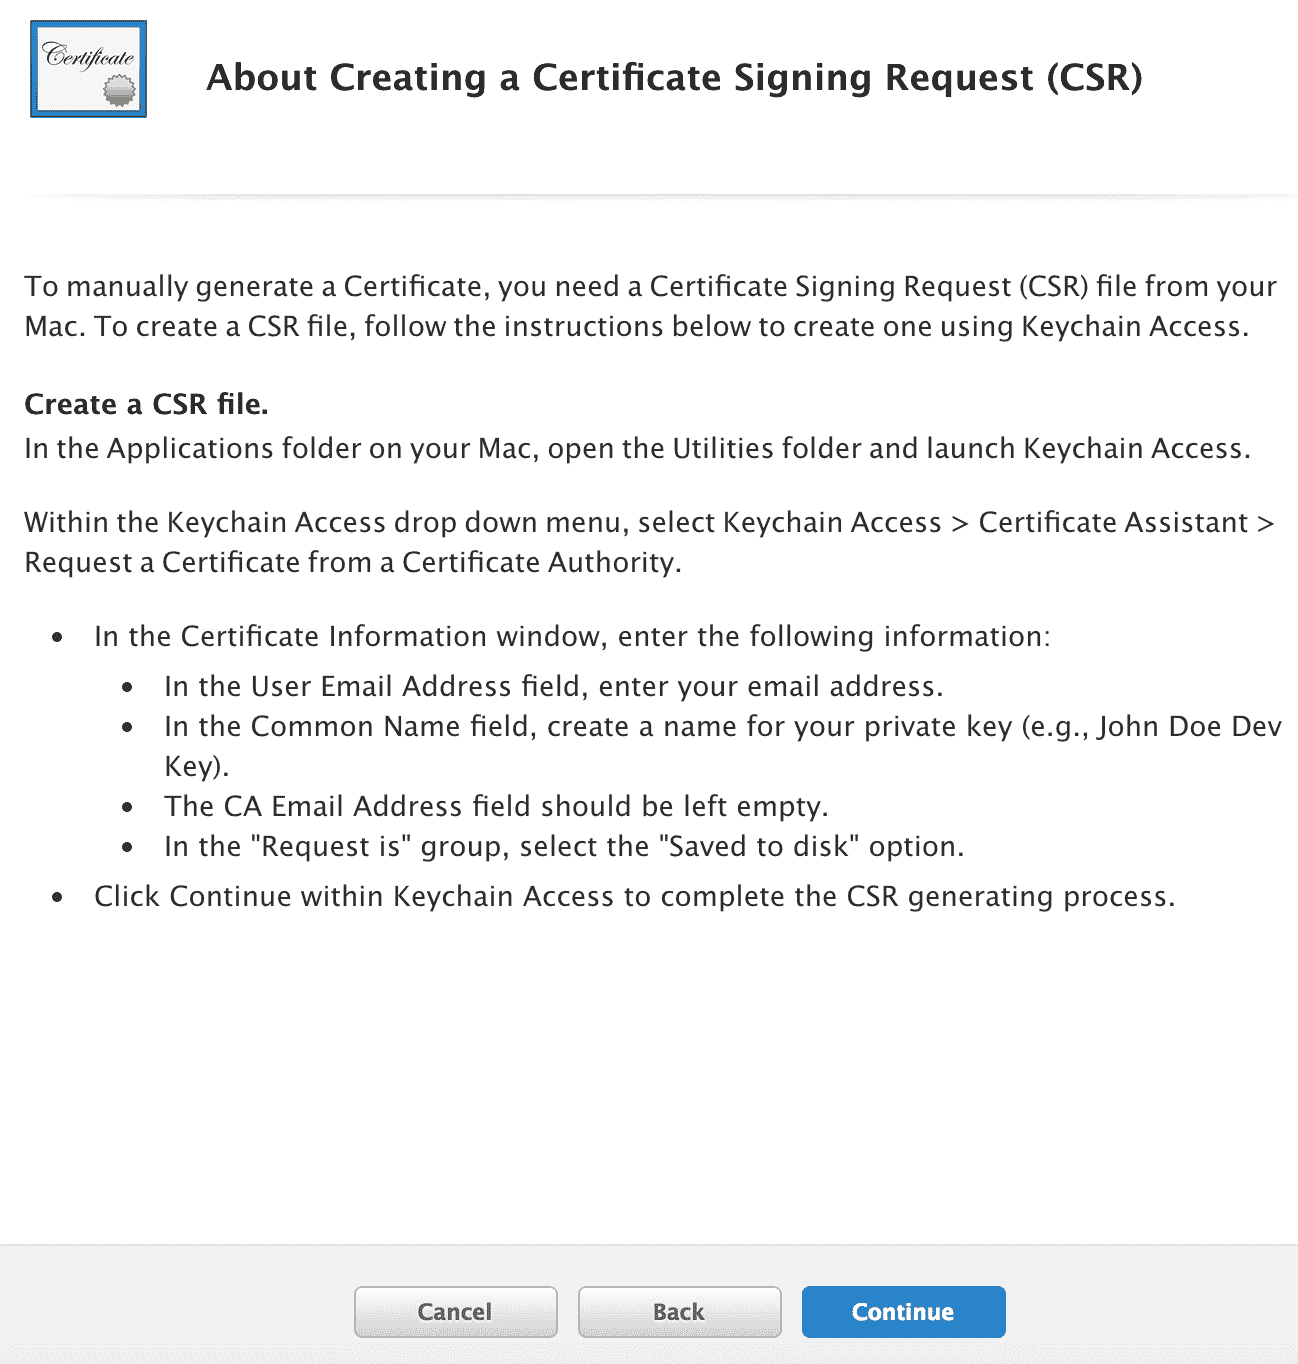 Certificate
About Creating a Certificate Signing Request (CSR)
To manually generate a Certificate, you need a Certificate Signing Request (CSR) file from your
Mac. To create a CSR file, follow the instructions below to create one using Keychain Access.
Create a CSR file.
In the Applications folder on your Mac, open the Utilities folder and launch Keychain Access.
Within the Keychain Access drop down menu, select Keychain Access > Certificate Assistant >
Request a Certificate from a Certificate Authority.
• In the Certificate Information window, enter the following information:
• In the User Email Address field, enter your email address.
• In the Common Name field, create a name for your private key (e.g., John Doe Dev
Key).
• The CA Email Address field should be left empty.
• In the "Request is" group, select the "Saved to disk" option.
• Click Continue within Keychain Access to complete the CSR generating process.
Cancel
Back
Continue